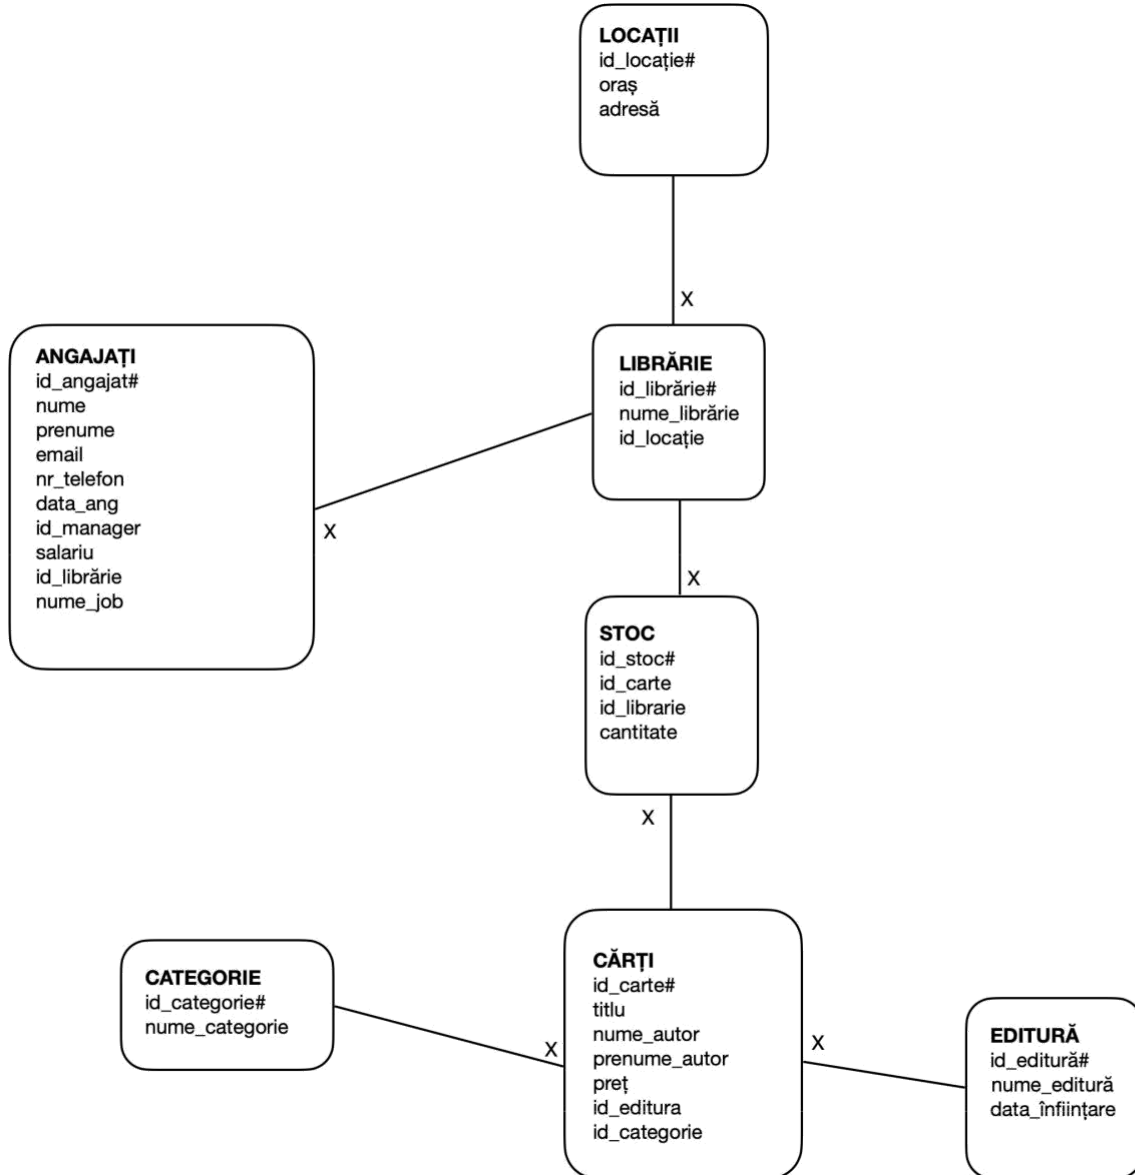 LOCAȚII
id_locație#
oraș
adresă
X
ANGAJAȚI
id_angajat#
nume
prenume
email
nr_telefon
data_ang
id_manager
salariu
id_librărie
nume_job
X
LIBRĂRIE
id_librărie#
nume_librărie
id_locație
X
STOC
id_stoc#
id_carte
id_librarie
cantitate
X
CATEGORIE
id_categorie#
nume_categorie
X
CĂRȚI
id_carte#
titlu
nume_autor
prenume_autor
preț
id_editura
id_categorie
X
EDITURĂ
id_editură#
nume_editură
data_înființare